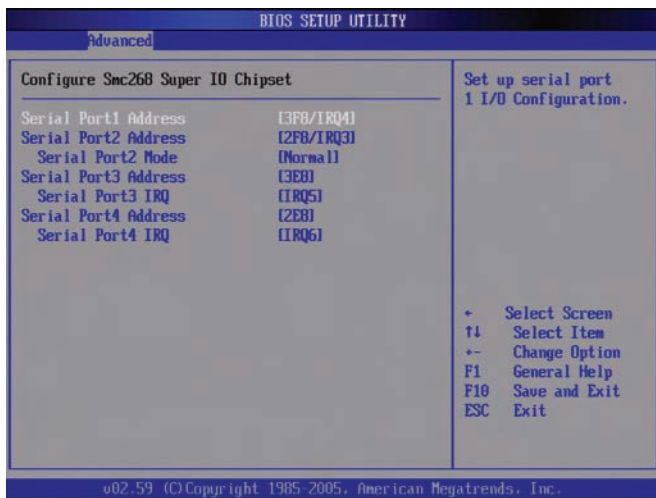 BIOS SETUP UTILITY
Advanced
Configure Smc268 Super IO Chipset
Serial Port1 Address [3F8/IRQ4]
Serial Port2 Address [2F8/IRQ3]
Serial Port2 Mode [Normal]
Serial Port3 Address [3E8]
Serial Port3 IRQ [IRQ5]
Serial Port4 Address [2E8]
Serial Port4 IRQ [IRQ6]
Set up serial port
1 I/O Configuration.
← Select Screen
↑↓ Select Item
+- Change Option
F1 General Help
F10 Save and Exit
ESC Exit
v02.59 (C)Copyright 1985-2005, American Megatrends, Inc.